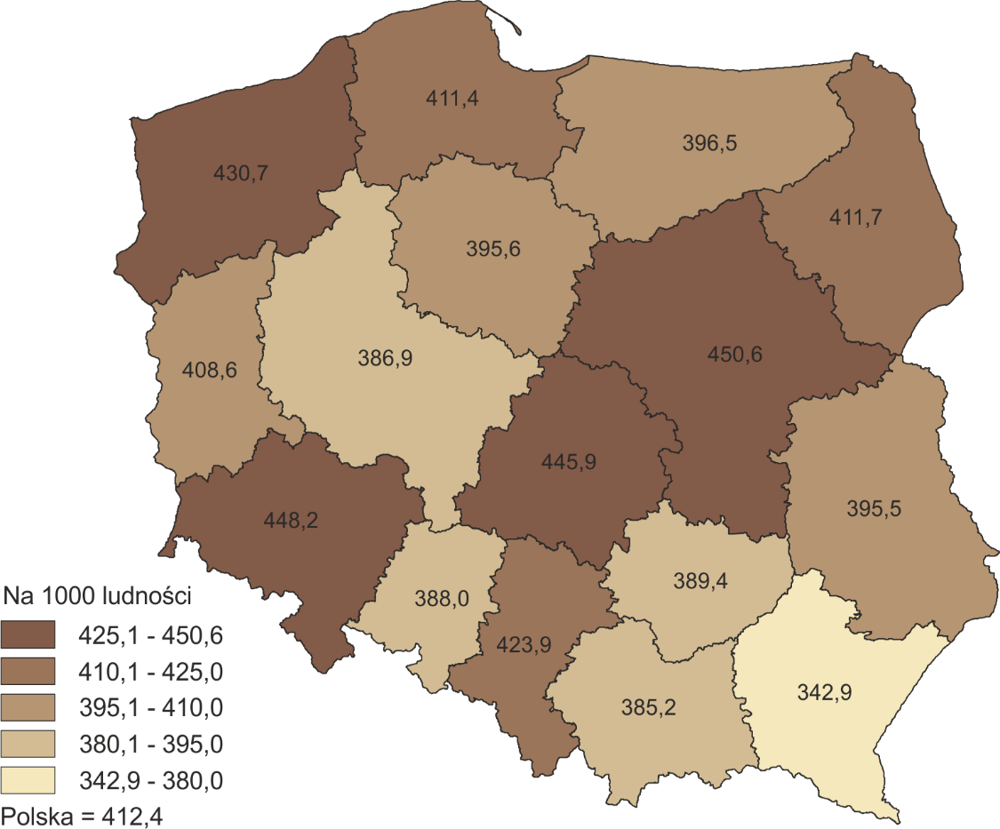 411,4
396,5
430,7
411,7
395,6
386,9
450,6
408,6
445,9
395,5
448,2
389,4
388,0
423,9
342,9
385,2
Na 1000 ludności
425,1 - 450,6
410,1 - 425,0
395,1 - 410,0
380,1 - 395,0
342,9 - 380,0
Polska = 412,4